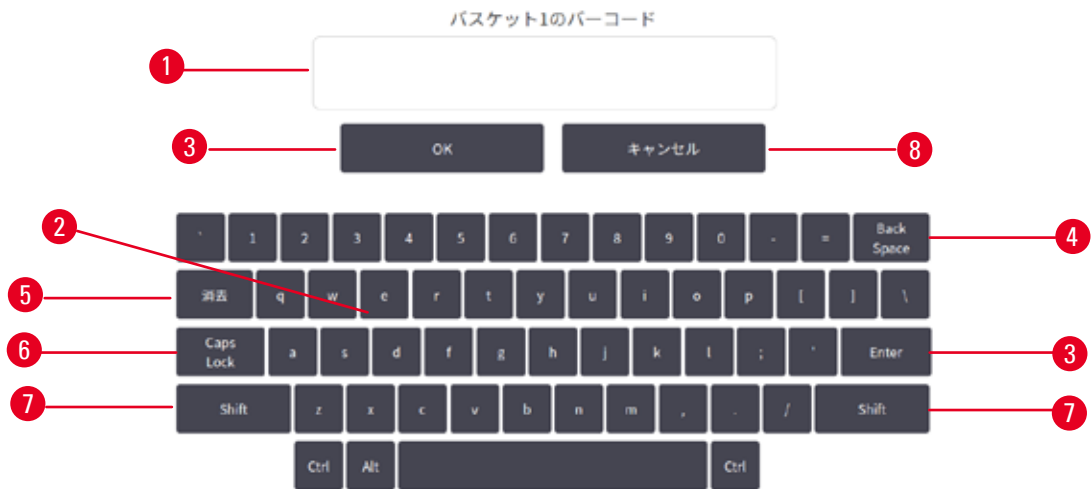 バスケット1のバーコード
1
3 OK キャンセル 8
2
` 1 2 3 4 5 6 7 8 9 0 - = Back Space 4
5 消去 q w e r t y u i o p [ ] \
6 Caps Lock a s d f g h j k l ; ' Enter 3
7 Shift z x c v b n m , . / Shift 7
Ctrl Alt Ctrl